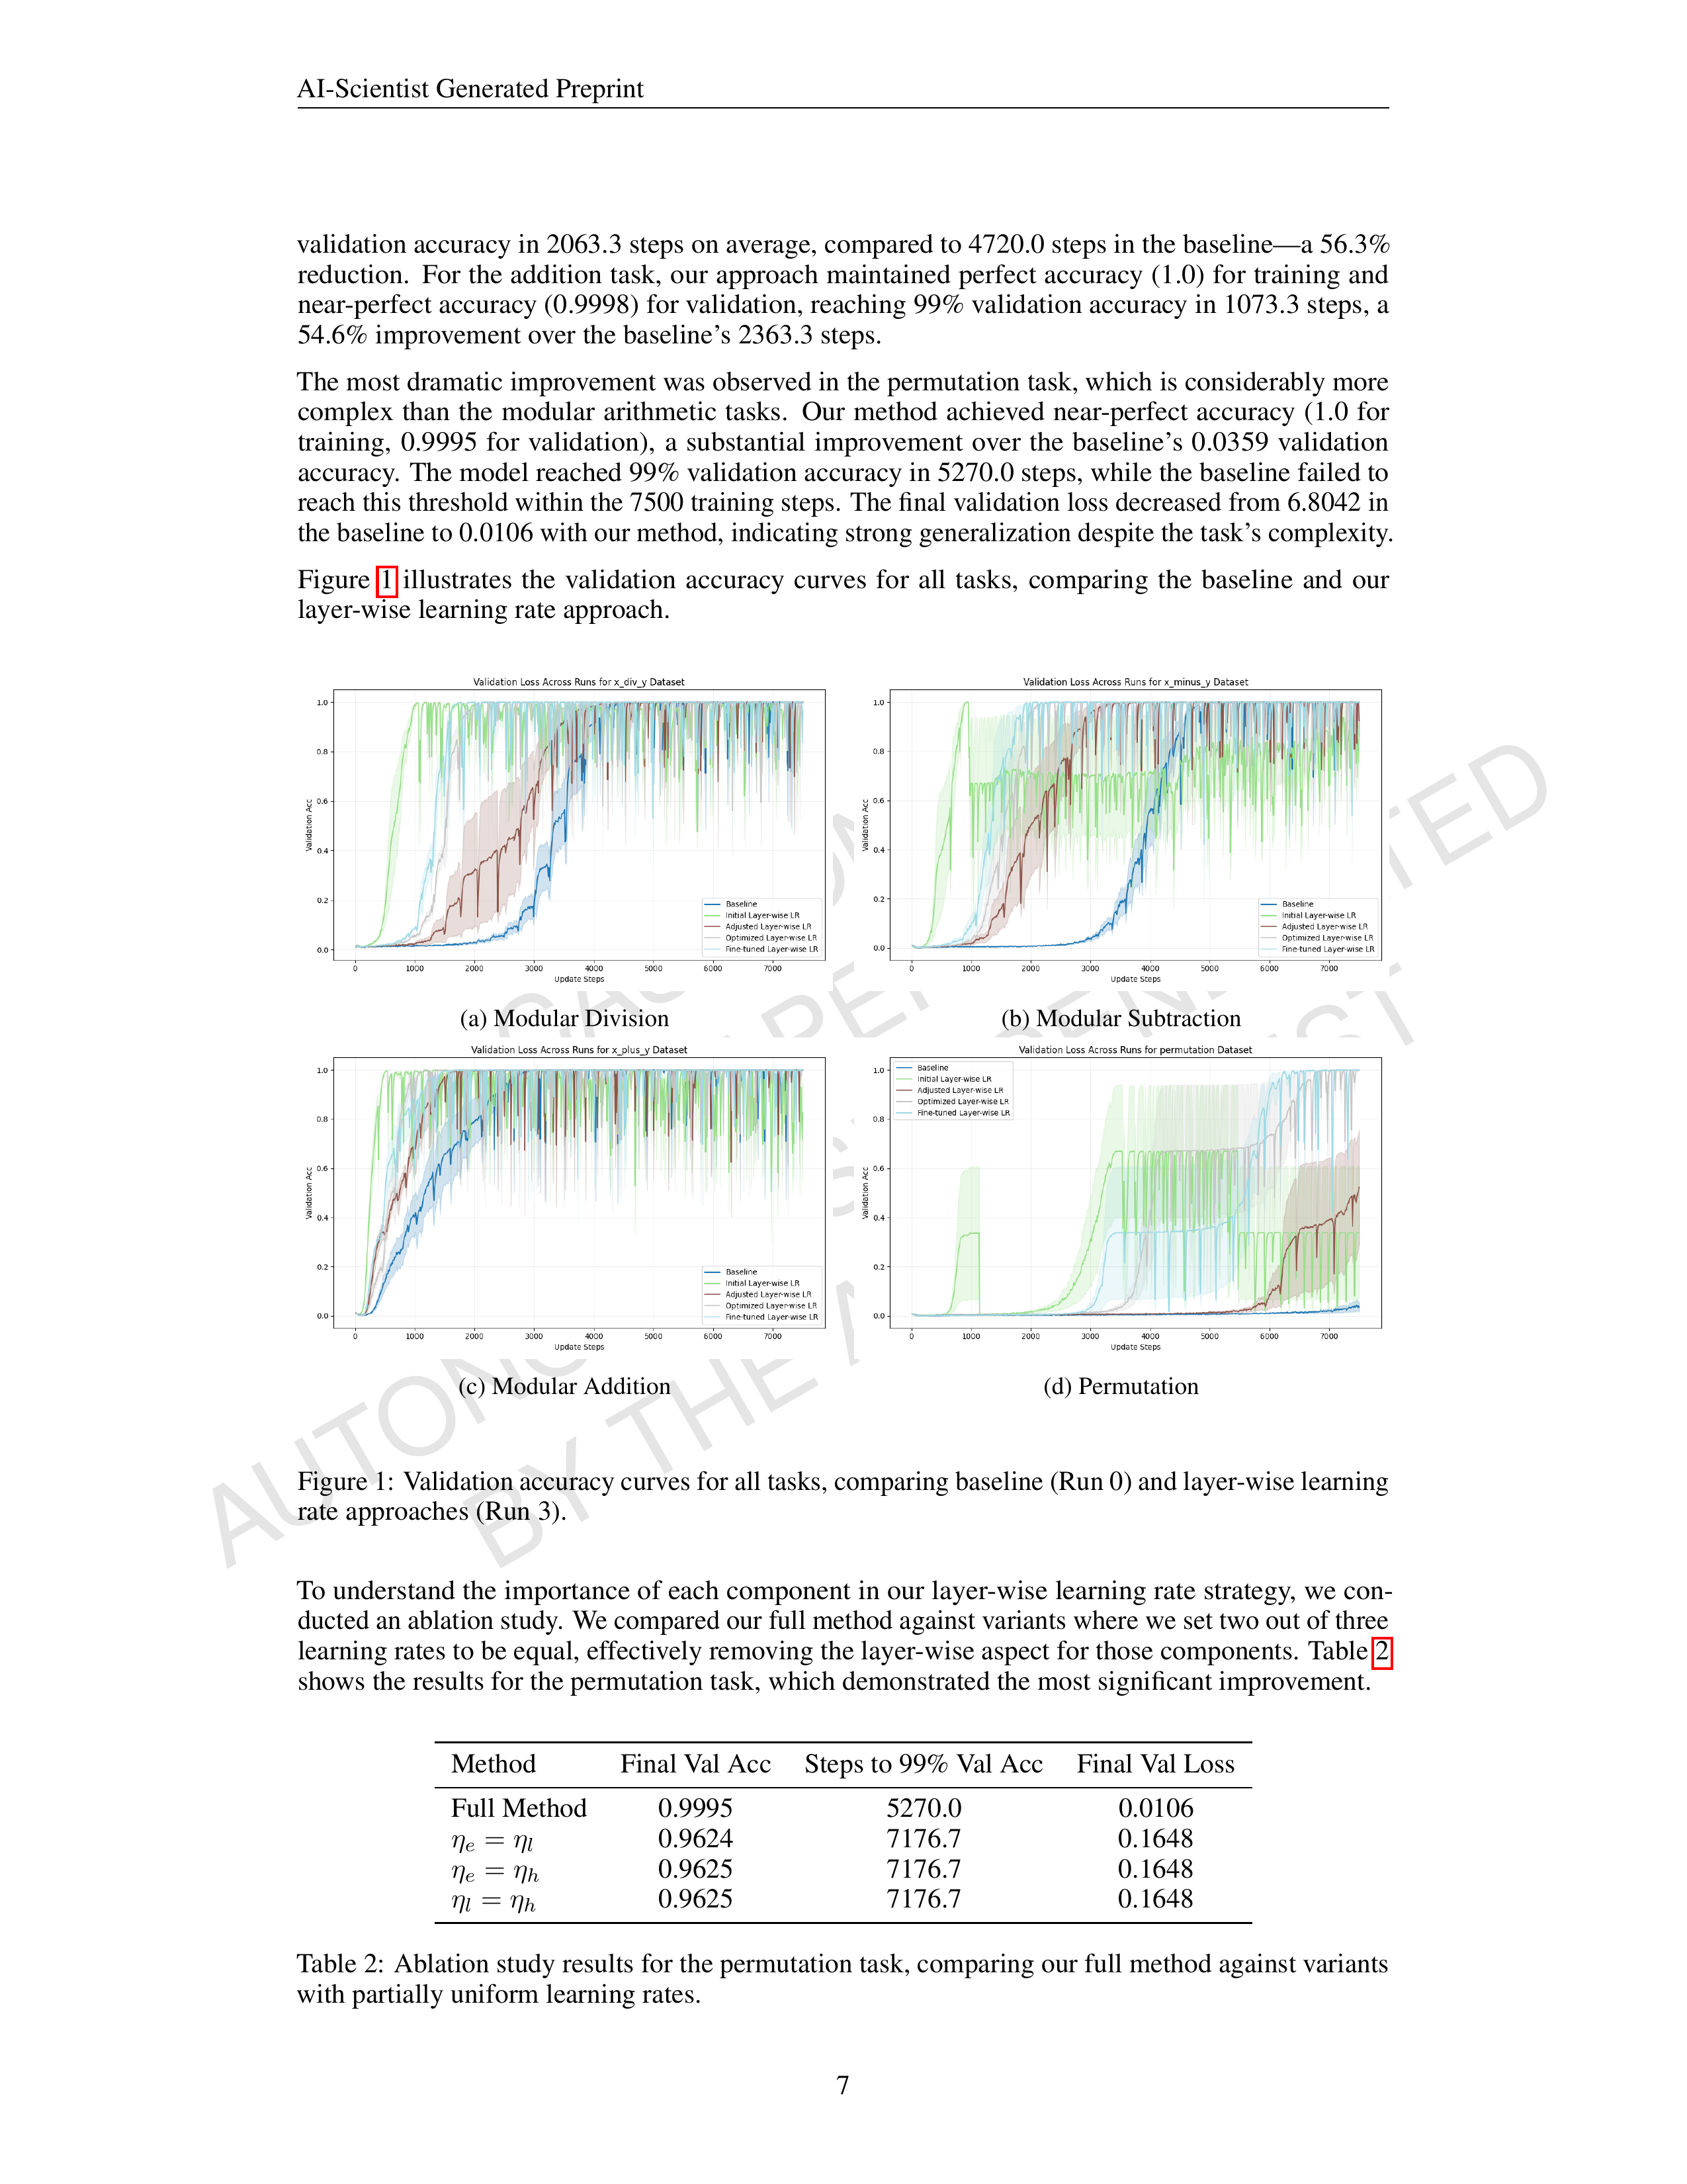 AI-Scientist Generated Preprint
validation accuracy in 2063.3 steps on average, compared to 4720.0 steps in the baseline—a 56.3%
reduction. For the addition task, our approach maintained perfect accuracy (1.0) for training and
near-perfect accuracy (0.9998) for validation, reaching 99% validation accuracy in 1073.3 steps, a
54.6% improvement over the baseline's 2363.3 steps.
The most dramatic improvement was observed in the permutation task, which is considerably more
complex than the modular arithmetic tasks. Our method achieved near-perfect accuracy (1.0 for
training, 0.9995 for validation), a substantial improvement over the baseline's 0.0359 validation
accuracy. The model reached 99% validation accuracy in 5270.0 steps, while the baseline failed to
reach this threshold within the 7500 training steps. The final validation loss decreased from 6.8042 in
the baseline to 0.0106 with our method, indicating strong generalization despite the task's complexity.
Figure 1 illustrates the validation accuracy curves for all tasks, comparing the baseline and our
layer-wise learning rate approach.
Validation Loss Across Runs for x_div_y Dataset
Validation Acc
1.0
0.8
0.6
0.4
0.2
0.0
Baseline
Initial Layer-wise LR
Adjusted Layer-wise LR
Optimized Layer-wise LR
Fine-tuned Layer-wise LR
0 1000 2000 3000 4000 5000 6000 7000
Update Steps
(a) Modular Division
Validation Loss Across Runs for x_minus_y Dataset
Validation Acc
1.0
0.8
0.6
0.4
0.2
0.0
Baseline
Initial Layer-wise LR
Adjusted Layer-wise LR
Optimized Layer-wise LR
Fine-tuned Layer-wise LR
0 1000 2000 3000 4000 5000 6000 7000
Update Steps
(b) Modular Subtraction
Validation Loss Across Runs for x_plus_y Dataset
Validation Acc
1.0
0.8
0.6
0.4
0.2
0.0
Baseline
Initial Layer-wise LR
Adjusted Layer-wise LR
Optimized Layer-wise LR
Fine-tuned Layer-wise LR
0 1000 2000 3000 4000 5000 6000 7000
Update Steps
(c) Modular Addition
Validation Loss Across Runs for permutation Dataset
Validation Acc
Baseline
Initial Layer-wise LR
Adjusted Layer-wise LR
Optimized Layer-wise LR
Fine-tuned Layer-wise LR
1.0
0.8
0.6
0.4
0.2
0.0
0 1000 2000 3000 4000 5000 6000 7000
Update Steps
(d) Permutation
BY THE
Figure 1: Validation accuracy curves for all tasks, comparing baseline (Run 0) and layer-wise learning
rate approaches (Run 3).
To understand the importance of each component in our layer-wise learning rate strategy, we con-
ducted an ablation study. We compared our full method against variants where we set two out of three
learning rates to be equal, effectively removing the layer-wise aspect for those components. Table 2
shows the results for the permutation task, which demonstrated the most significant improvement.
Method Final Val Acc Steps to 99% Val Acc Final Val Loss
Full Method 0.9995 5270.0 0.0106
ηe = ηl 0.9624 7176.7 0.1648
ηe = ηh 0.9625 7176.7 0.1648
ηl = ηh 0.9625 7176.7 0.1648
Table 2: Ablation study results for the permutation task, comparing our full method against variants
with partially uniform learning rates.
7